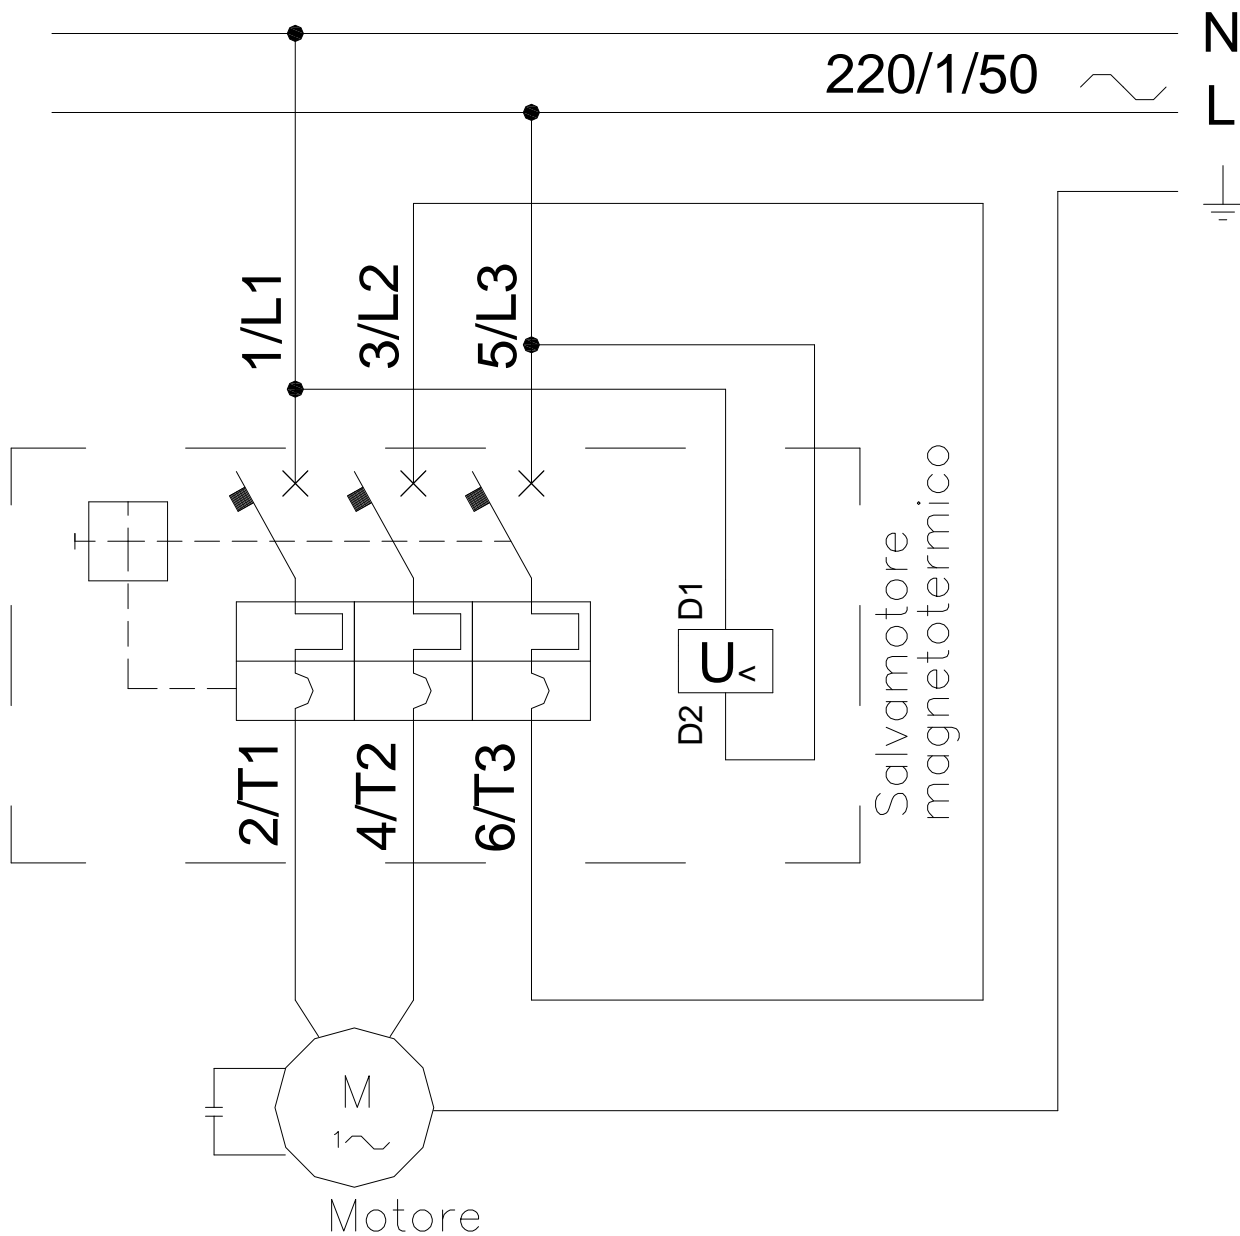 N
220/1/50
L
1/L1
3/L2
5/L3
Salvamotore
magnetotermico
D1
U<
D2
2/T1
4/T2
6/T3
M
1
Motore